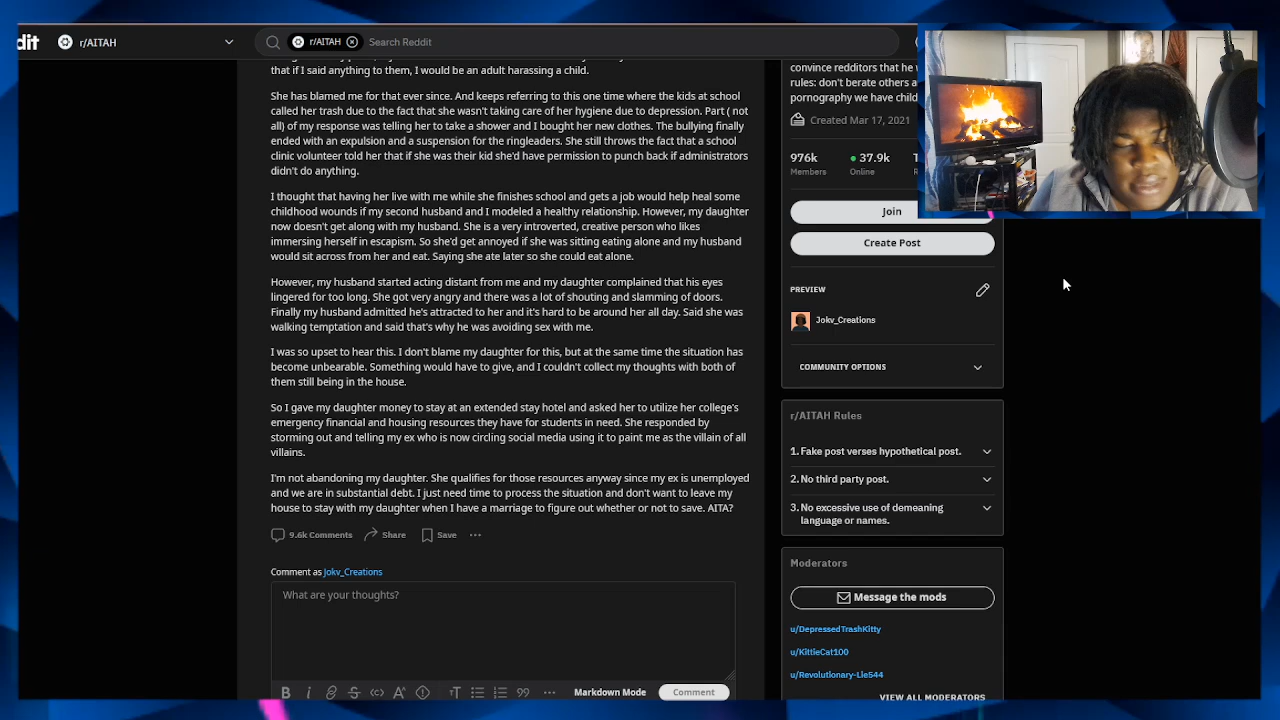 dit r/AITAH r/AITAH Search Reddit
that if I said anything to them, I would be an adult harassing a child.
She has blamed me for that ever since. And keeps referring to this one time where the kids at school
called her trash due to the fact that she wasn't taking care of her hygiene due to depression. Part ( not
all) of my response was telling her to take a shower and I bought her new clothes. The bullying finally
ended with an expulsion and a suspension for the ringleaders. She still throws the fact that a school
clinic volunteer told her that if she was their kid she'd have permission to punch back if administrators
didn't do anything.
I thought that having her live with me while she finishes school and gets a job would help heal some
childhood wounds if my second husband and I modeled a healthy relationship. However, my daughter
now doesn't get along with my husband. She is a very introverted, creative person who likes
immersing herself in escapism. So she'd get annoyed if she was sitting eating alone and my husband
would sit across from her and eat. Saying she ate later so she could eat alone.
However, my husband started acting distant from me and my daughter complained that his eyes
lingered for too long. She got very angry and there was a lot of shouting and slamming of doors.
Finally my husband admitted he's attracted to her and it's hard to be around her all day. Said she was
walking temptation and said that's why he was avoiding sex with me.
I was so upset to hear this. I don't blame my daughter for this, but at the same time the situation has
become unbearable. Something would have to give, and I couldn't collect my thoughts with both of
them still being in the house.
So I gave my daughter money to stay at an extended stay hotel and asked her to utilize her college's
emergency financial and housing resources they have for students in need. She responded by
storming out and telling my ex who is now circling social media using it to paint me as the villain of all
villains.
I'm not abandoning my daughter. She qualifies for those resources anyway since my ex is unemployed
and we are in substantial debt. I just need time to process the situation and don't want to leave my
house to stay with my daughter when I have a marriage to figure out whether or not to save. AITA?
9.6k Comments Share Save
Comment as Jokv_Creations
What are your thoughts?
Markdown Mode Comment
convince redditors that he w
rules: don't berate others a
pornography we have child
Created Mar 17, 2021
976k 37.9k T
Members Online R
Join
Create Post
PREVIEW
Jokv_Creations
COMMUNITY OPTIONS
r/AITAH Rules
1. Fake post verses hypothetical post.
2. No third party post.
3. No excessive use of demeaning
language or names.
Moderators
Message the mods
u/DepressedTrashKitty
u/KittieCat100
u/Revolutionary-Lie544
VIEW ALL MODERATORS